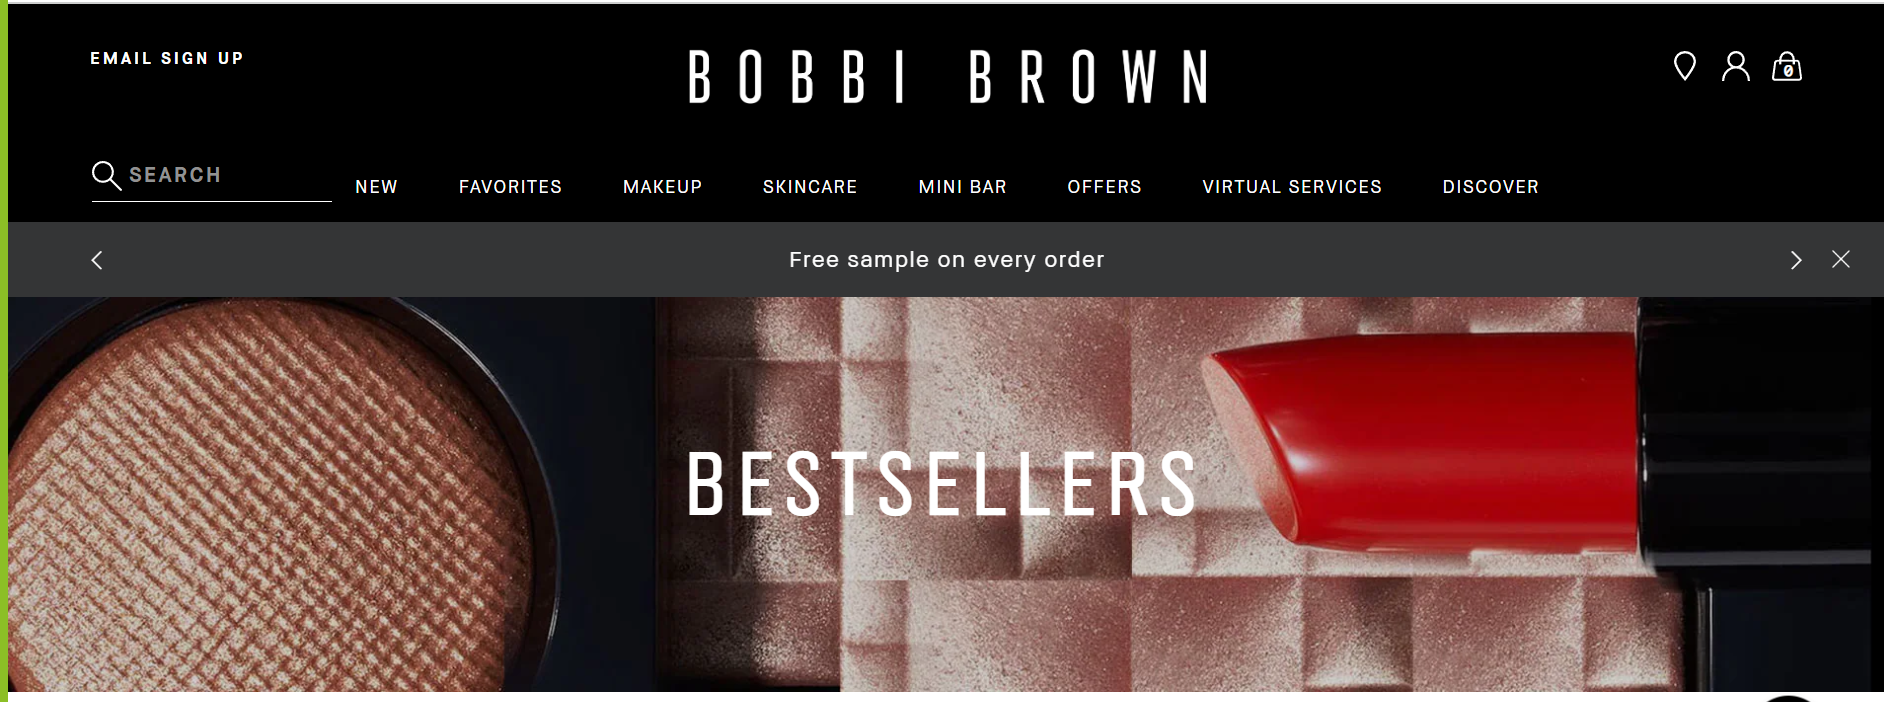 EMAIL SIGN UP
BOBBI BROWN
0
SEARCH
NEW FAVORITES MAKEUP SKINCARE MINI BAR OFFERS VIRTUAL SERVICES DISCOVER
Free sample on every order
BESTSELLERS